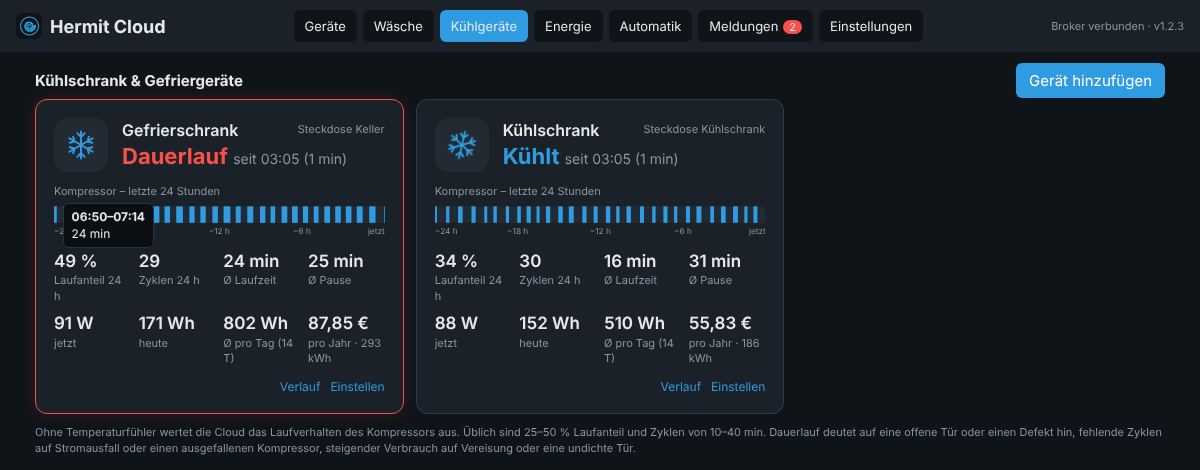 Hermit Cloud
Geräte Wäsche Kühlgeräte Energie Automatik Meldungen 2 Einstellungen
Broker verbunden · v1.2.3
Kühlschrank & Gefriergeräte
Gerät hinzufügen
Gefrierschrank
Steckdose Keller
Dauerlauf seit 03:05 (1 min)
Kompressor – letzte 24 Stunden
06:50–07:14
24 min
−12 h −6 h jetzt
49 % 29 24 min 25 min
Laufanteil 24 h Zyklen 24 h Ø Laufzeit Ø Pause
91 W 171 Wh 802 Wh 87,85 €
jetzt heute Ø pro Tag (14 T) pro Jahr · 293 kWh
Verlauf Einstellen
Kühlschrank
Steckdose Kühlschrank
Kühlt seit 03:05 (1 min)
Kompressor – letzte 24 Stunden
−24 h −18 h −12 h −6 h jetzt
34 % 30 16 min 31 min
Laufanteil 24 h Zyklen 24 h Ø Laufzeit Ø Pause
88 W 152 Wh 510 Wh 55,83 €
jetzt heute Ø pro Tag (14 T) pro Jahr · 186 kWh
Verlauf Einstellen
Ohne Temperaturfühler wertet die Cloud das Laufverhalten des Kompressors aus. Üblich sind 25–50 % Laufanteil und Zyklen von 10–40 min. Dauerlauf deutet auf eine offene Tür oder einen Defekt hin, fehlende Zyklen
auf Stromausfall oder einen ausgefallenen Kompressor, steigender Verbrauch auf Vereisung oder eine undichte Tür.